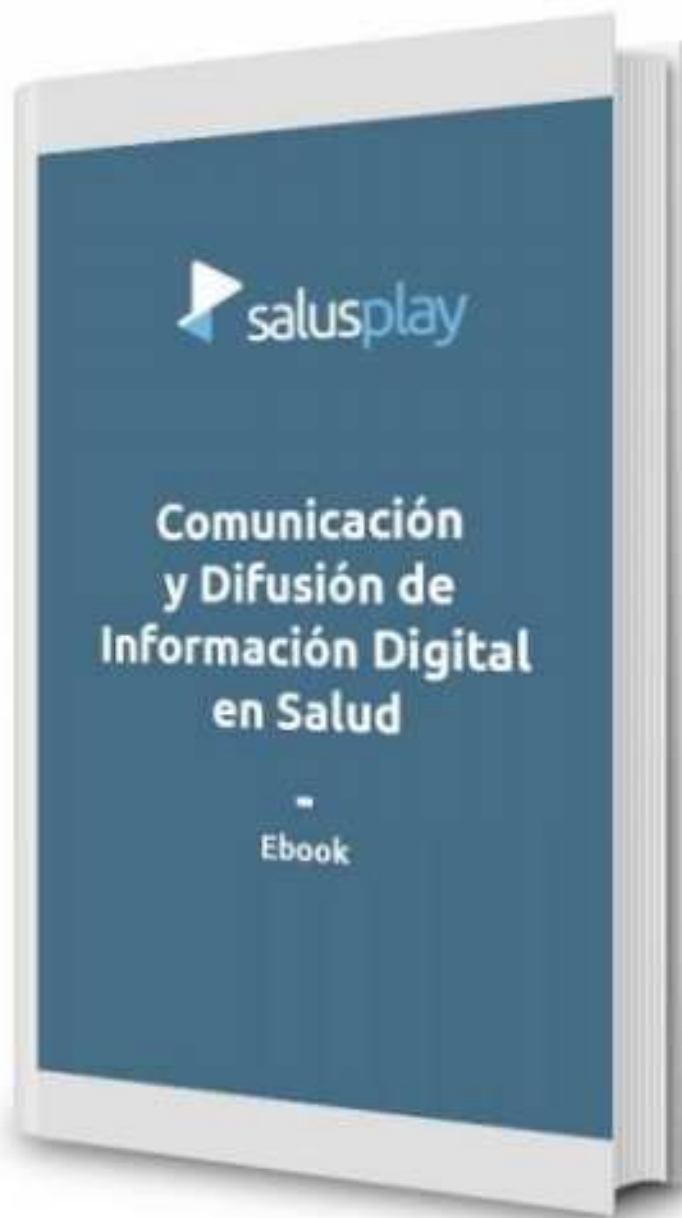 salusplay
Comunicación
y Difusión de
Información Digital
en Salud
-
Ebook